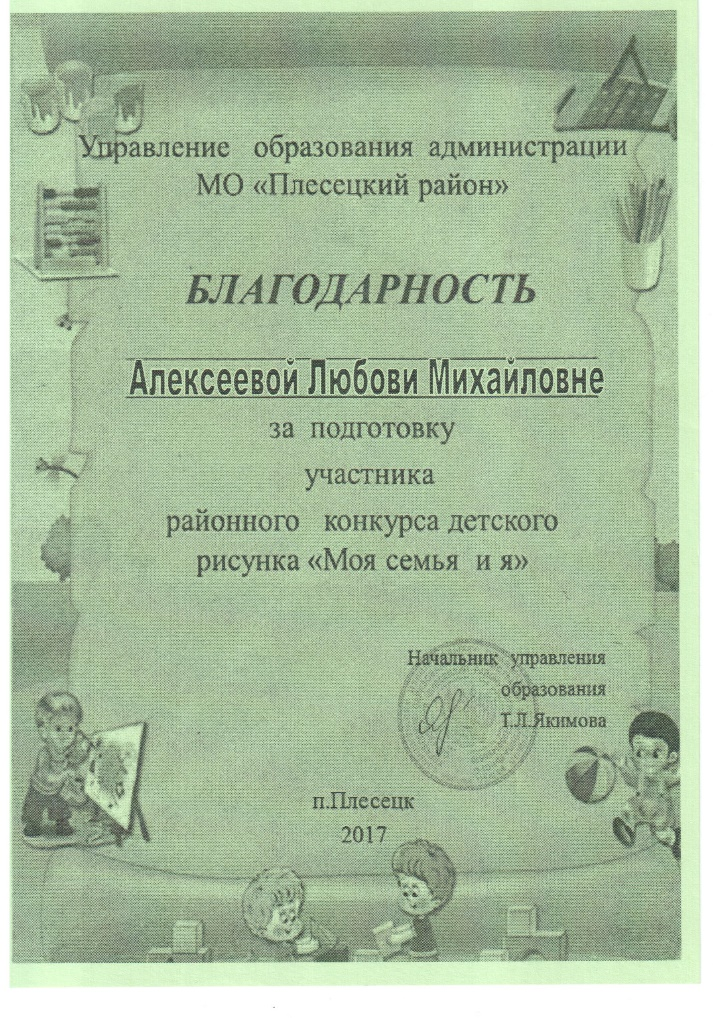 Управление образования администрации
МО «Плесецкий район»
БЛАГОДАРНОСТЬ
Алексеевой Любови Михайловне
за подготовку
участника
районного конкурса детского
рисунка «Моя семья и я»
Начальник управления
образования
Т.Л.Якимова
п.Плесецк
2017